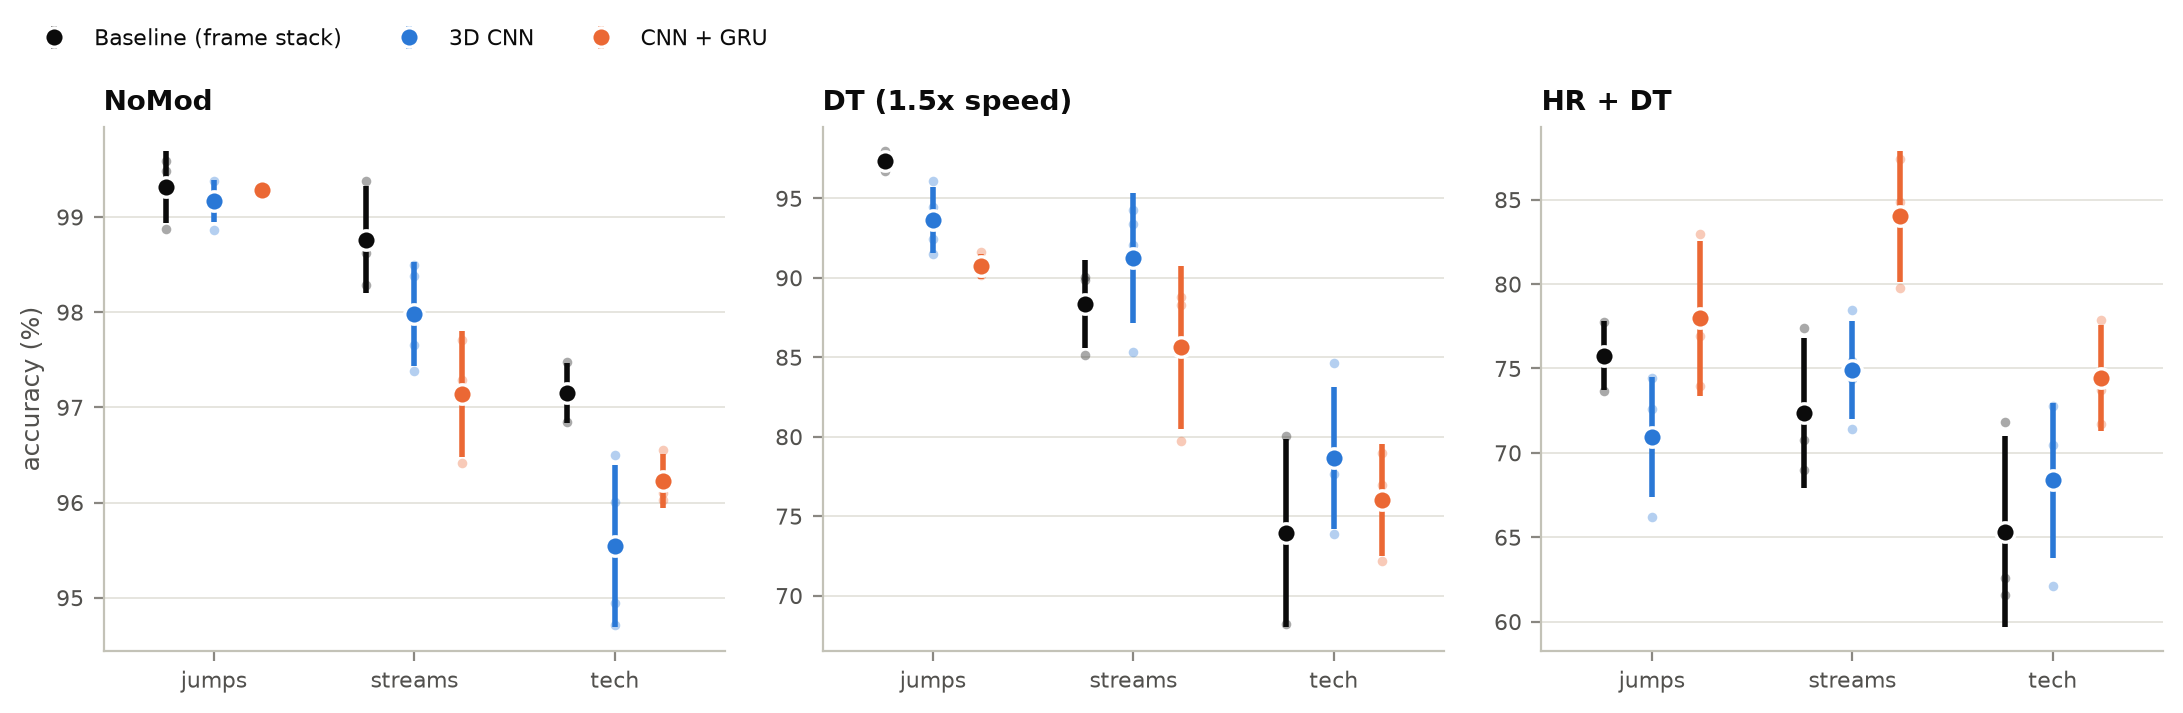 Baseline (frame stack) 3D CNN CNN + GRU
NoMod
accuracy (%)
99
98
97
96
95
jumps streams tech
DT (1.5x speed)
95
90
85
80
75
70
jumps streams tech
HR + DT
85
80
75
70
65
60
jumps streams tech